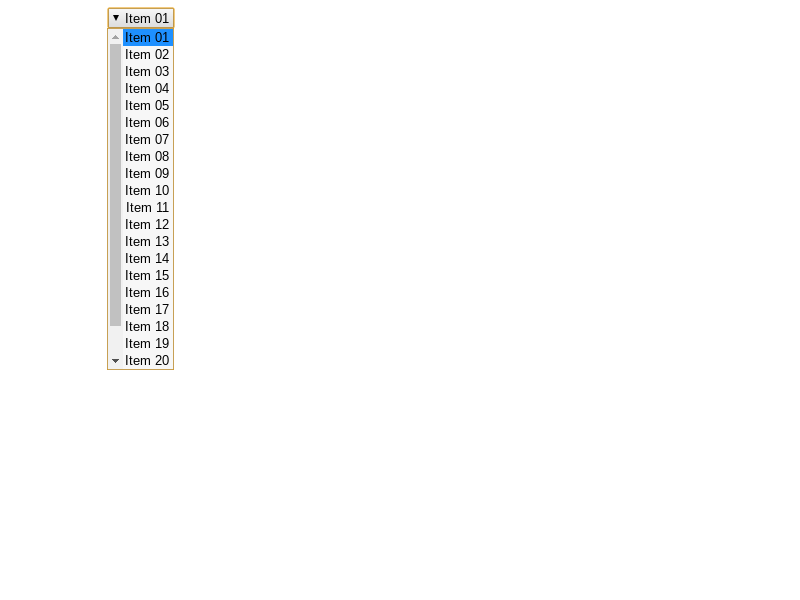 Item 01
Item 01
Item 02
Item 03
Item 04
Item 05
Item 06
Item 07
Item 08
Item 09
Item 10
Item 11
Item 12
Item 13
Item 14
Item 15
Item 16
Item 17
Item 18
Item 19
Item 20